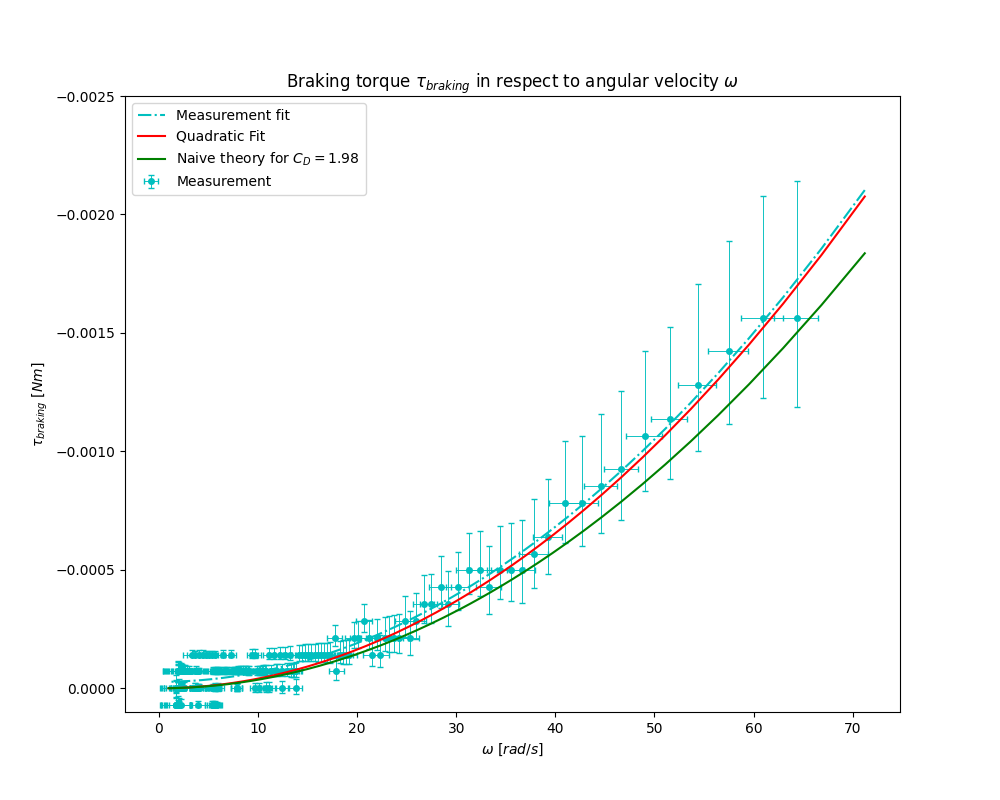 Braking torque τ_braking in respect to angular velocity ω
−0.0025
−0.0020
−0.0015
−0.0010
−0.0005
0.0000
τ_braking [Nm]
Measurement fit
Quadratic Fit
Naive theory for C_D = 1.98
Measurement
0 10 20 30 40 50 60 70
ω [rad/s]